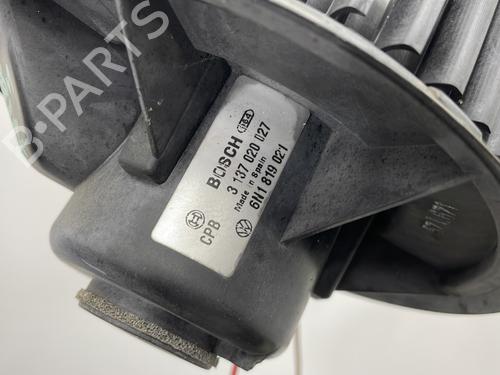 BOSCH
3 137 020 027
Made in Spain
6N1 819 021
CPB
B-PARTS